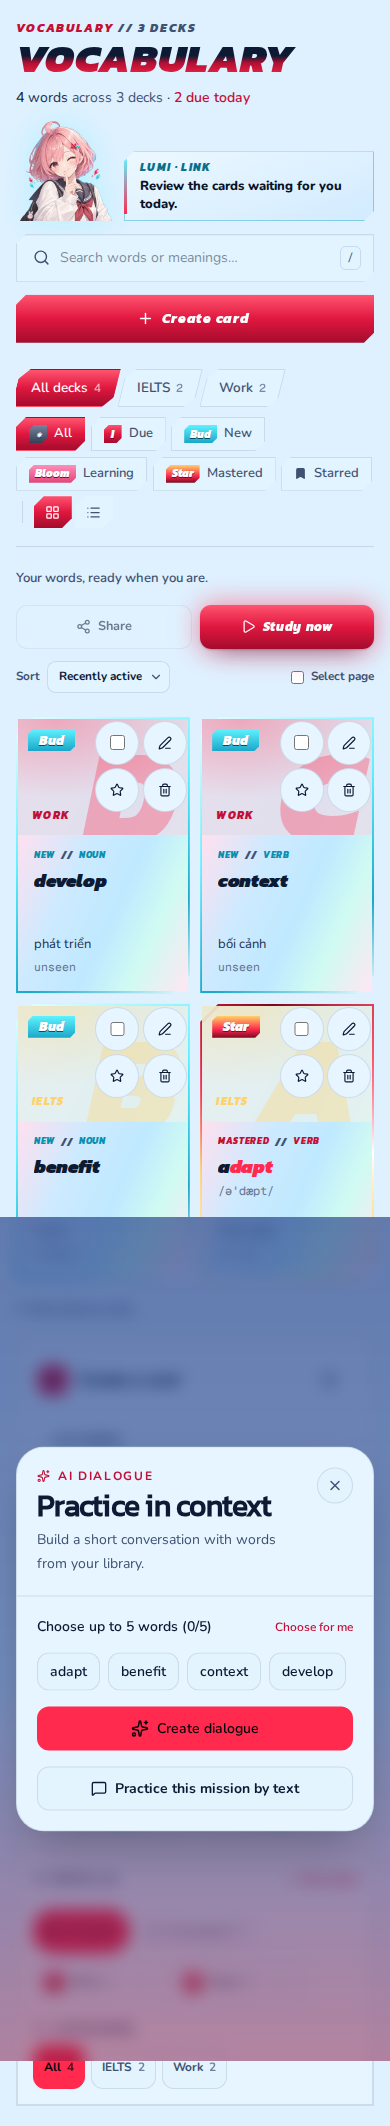 VOCABULARY // 3 DECKS
VOCABULARY
4 words across 3 decks · 2 due today
LUMI · LINK
Review the cards waiting for you
today.
Search words or meanings...
/
Create card
All decks 4
IELTS 2
Work 2
All
! Due
Bud New
Bloom Learning
Star Mastered
Starred
Your words, ready when you are.
Share
Study now
Sort
Recently active
Select page
Bud
WORK
NEW // NOUN
develop
phát triển
unseen
Bud
WORK
NEW // VERB
context
bối cảnh
unseen
Bud
IELTS
NEW // NOUN
benefit
Star
IELTS
MASTERED // VERB
adapt
/əˈdæpt/
AI DIALOGUE
Practice in context
Build a short conversation with words
from your library.
Choose up to 5 words (0/5)
Choose for me
adapt
benefit
context
develop
Create dialogue
Practice this mission by text
All 4
IELTS 2
Work 2